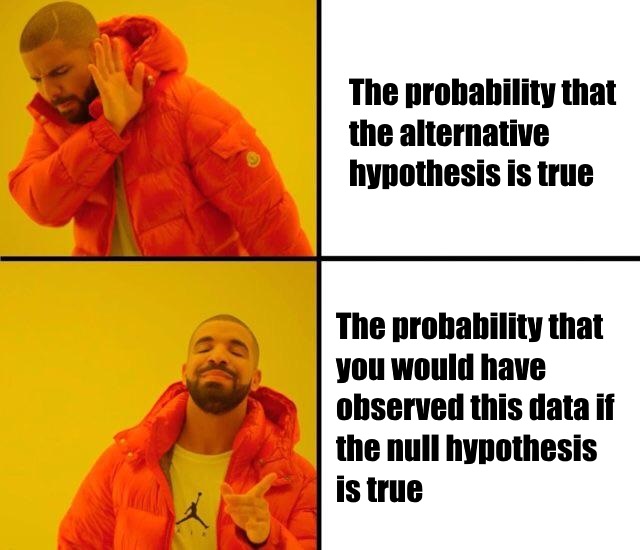 The probability that
the alternative
hypothesis is true
The probability that
you would have
observed this data if
the null hypothesis
is true